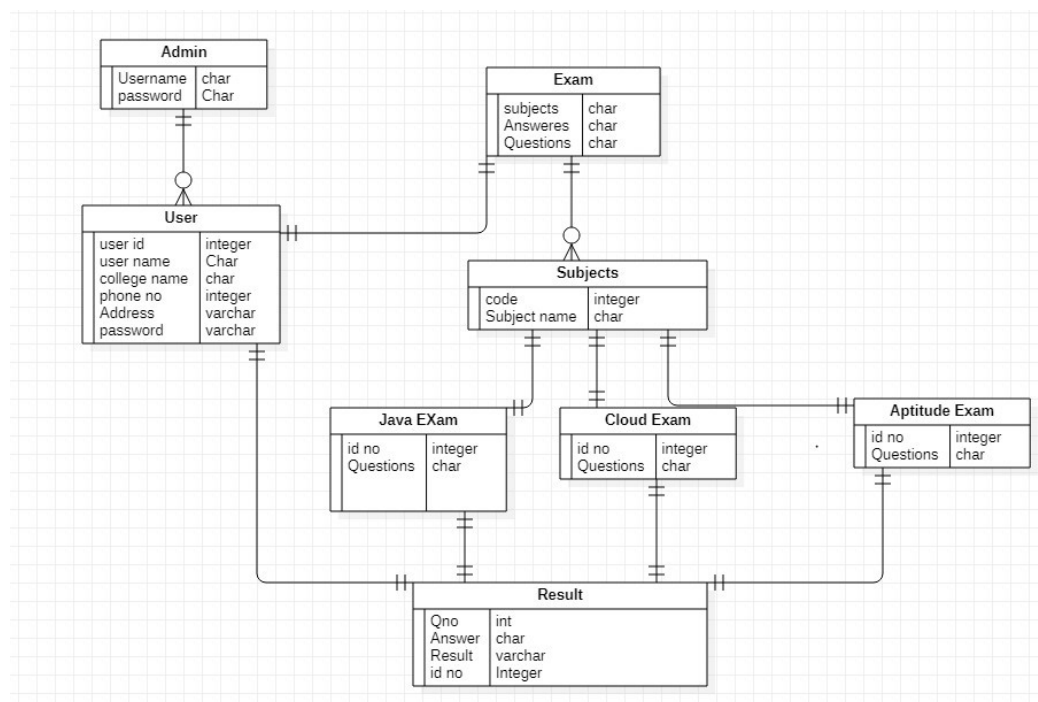 Admin
Username char
password Char
Exam
subjects char
Answeres char
Questions char
User
user id integer
user name Char
college name char
phone no integer
Address varchar
password varchar
Subjects
code integer
Subject name char
Java EXam
id no integer
Questions char
Cloud Exam
id no integer
Questions char
Aptitude Exam
id no integer
Questions char
Result
Qno int
Answer char
Result varchar
id no Integer